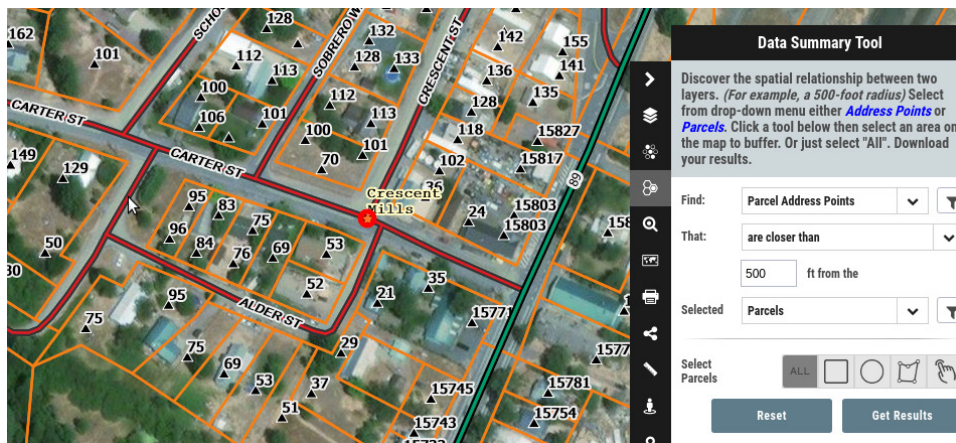 162
128
132
142
155
SCHO
SOBRERO W
CRESCENT ST
101
112
113
128
133
136
141
100
112
128
135
CARTER ST
106
101
100
113
118
15827
149
129
CARTER ST
70
101
102
15817
89
36
Crescent
Mills
95
83
75
24
15803
158
96
84
76
69
53
15803
50
80
52
35
95
ALDER ST
21
15771
75
75
29
1577
69
53
37
15745
15781
51
15743
15754
Data Summary Tool
Discover the spatial relationship between two
layers. (For example, a 500-foot radius) Select
from drop-down menu either Address Points or
Parcels. Click a tool below then select an area on
the map to buffer. Or just select "All". Download
your results.
Find: Parcel Address Points
That: are closer than
500 ft from the
Selected Parcels
Select
Parcels
ALL
Reset Get Results